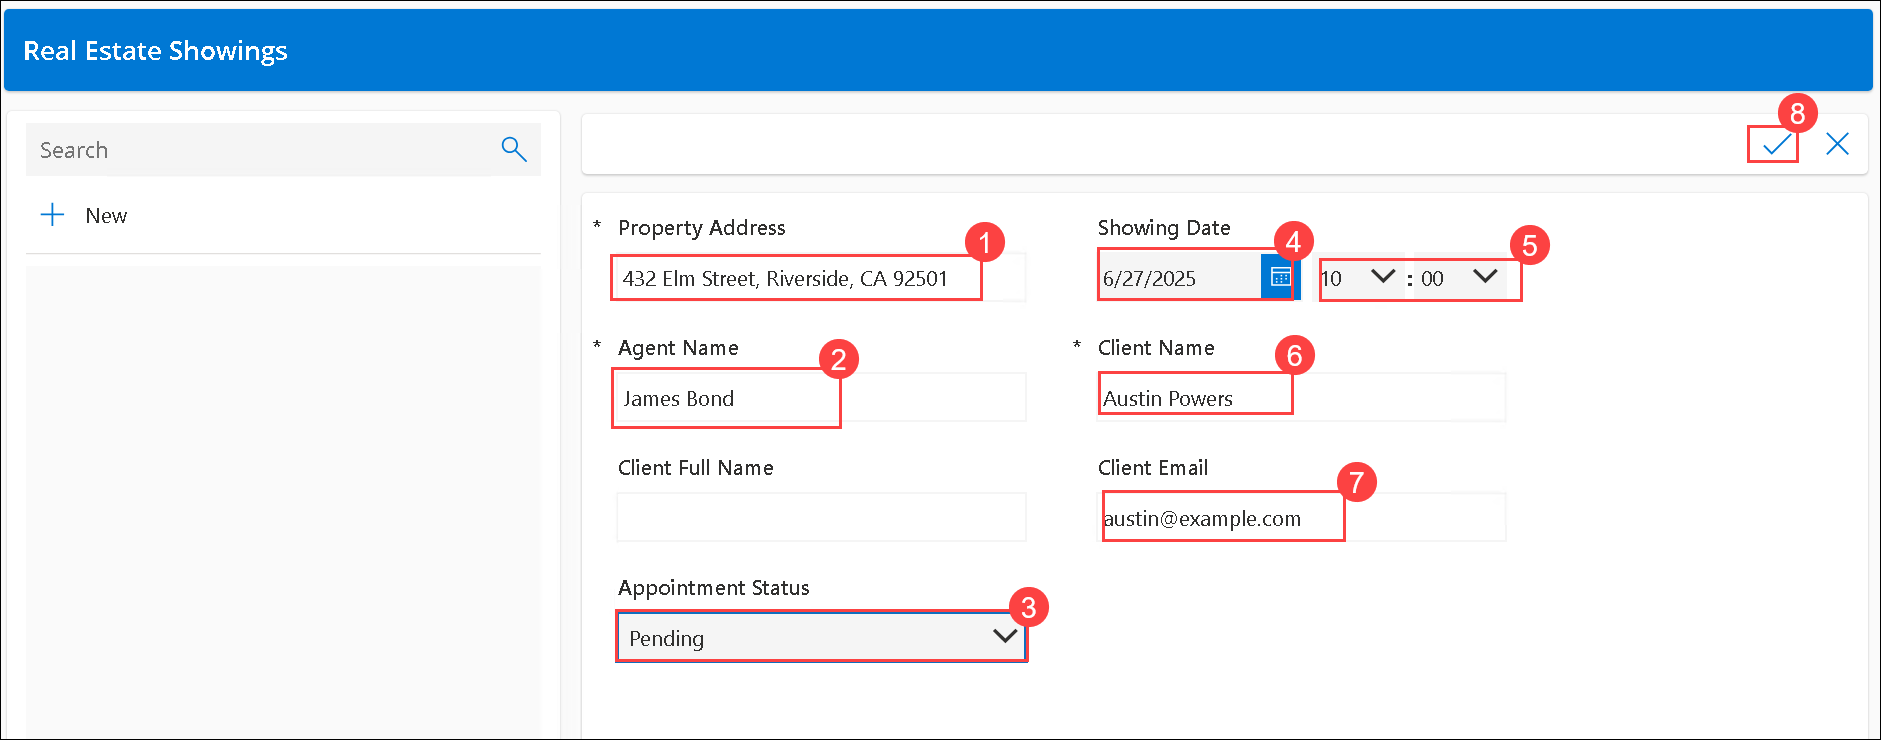 Real Estate Showings
Search
New
8
* Property Address
1
432 Elm Street, Riverside, CA 92501
Showing Date
4
6/27/2025
5
10 : 00
* Agent Name
2
James Bond
* Client Name
6
Austin Powers
Client Full Name
Client Email
7
austin@example.com
Appointment Status
3
Pending